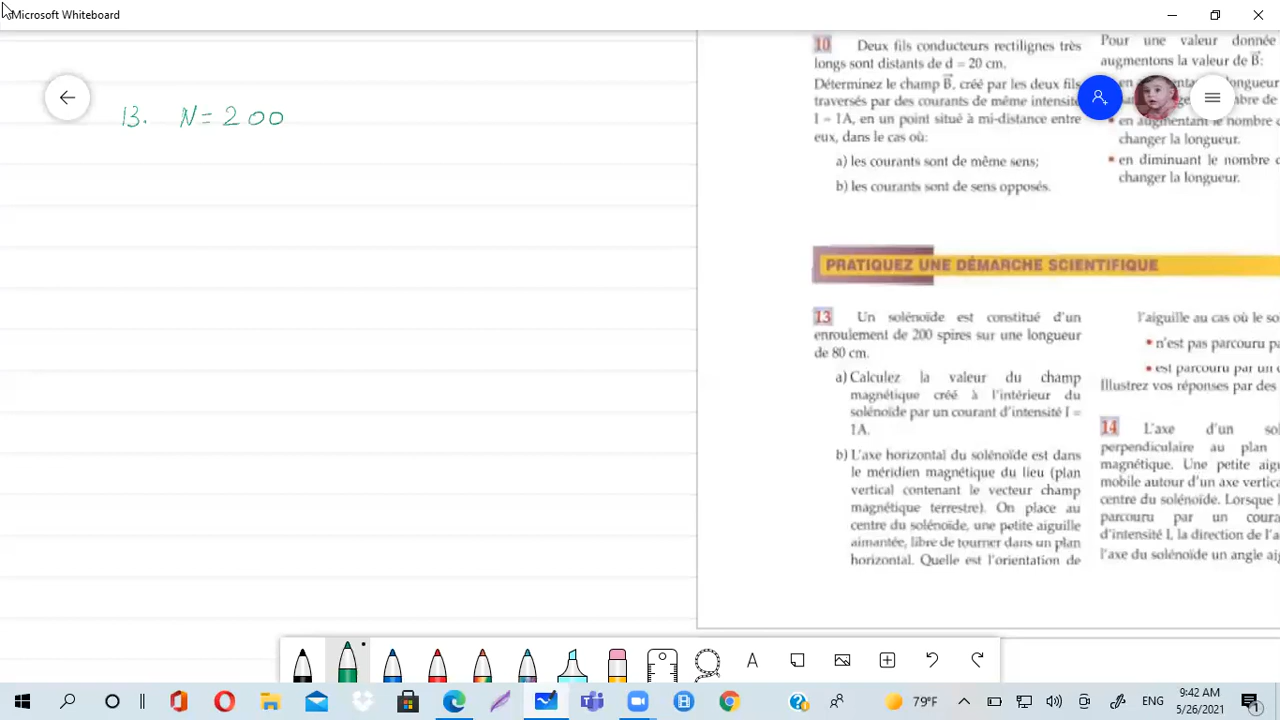 Microsoft Whiteboard
13. N = 200
10 Deux fils conducteurs rectilignes très
longs sont distants de d = 20 cm.
Déterminez le champ B⃗, créé par les deux fils
traversés par des courants de même intensité
I = 1A, en un point situé à mi-distance entre
eux, dans le cas où:
a) les courants sont de même sens;
b) les courants sont de sens opposés.
Pour une valeur donnée
augmentons la valeur de B⃗:
en augmentant le nombre d
changer la longueur.
en diminuant le nombre d
changer la longueur.
PRATIQUEZ UNE DÉMARCHE SCIENTIFIQUE
13 Un solénoïde est constitué d'un
enroulement de 200 spires sur une longueur
de 80 cm.
a) Calculez la valeur du champ
magnétique créé à l'intérieur du
solénoïde par un courant d'intensité I =
1A.
b) L'axe horizontal du solénoïde est dans
le méridien magnétique du lieu (plan
vertical contenant le vecteur champ
magnétique terrestre). On place au
centre du solénoïde, une petite aiguille
aimantée, libre de tourner dans un plan
horizontal. Quelle est l'orientation de
l'aiguille au cas où le so
n'est pas parcouru pa
est parcouru par un c
Illustrez vos réponses par des
14 L'axe d'un sol
perpendiculaire au plan
magnétique. Une petite aig
mobile autour d'un axe vertica
centre du solénoïde. Lorsque l
parcouru par un coura
d'intensité I, la direction de l'a
l'axe du solénoïde un angle aig
79°F
ENG
9:42 AM
5/26/2021